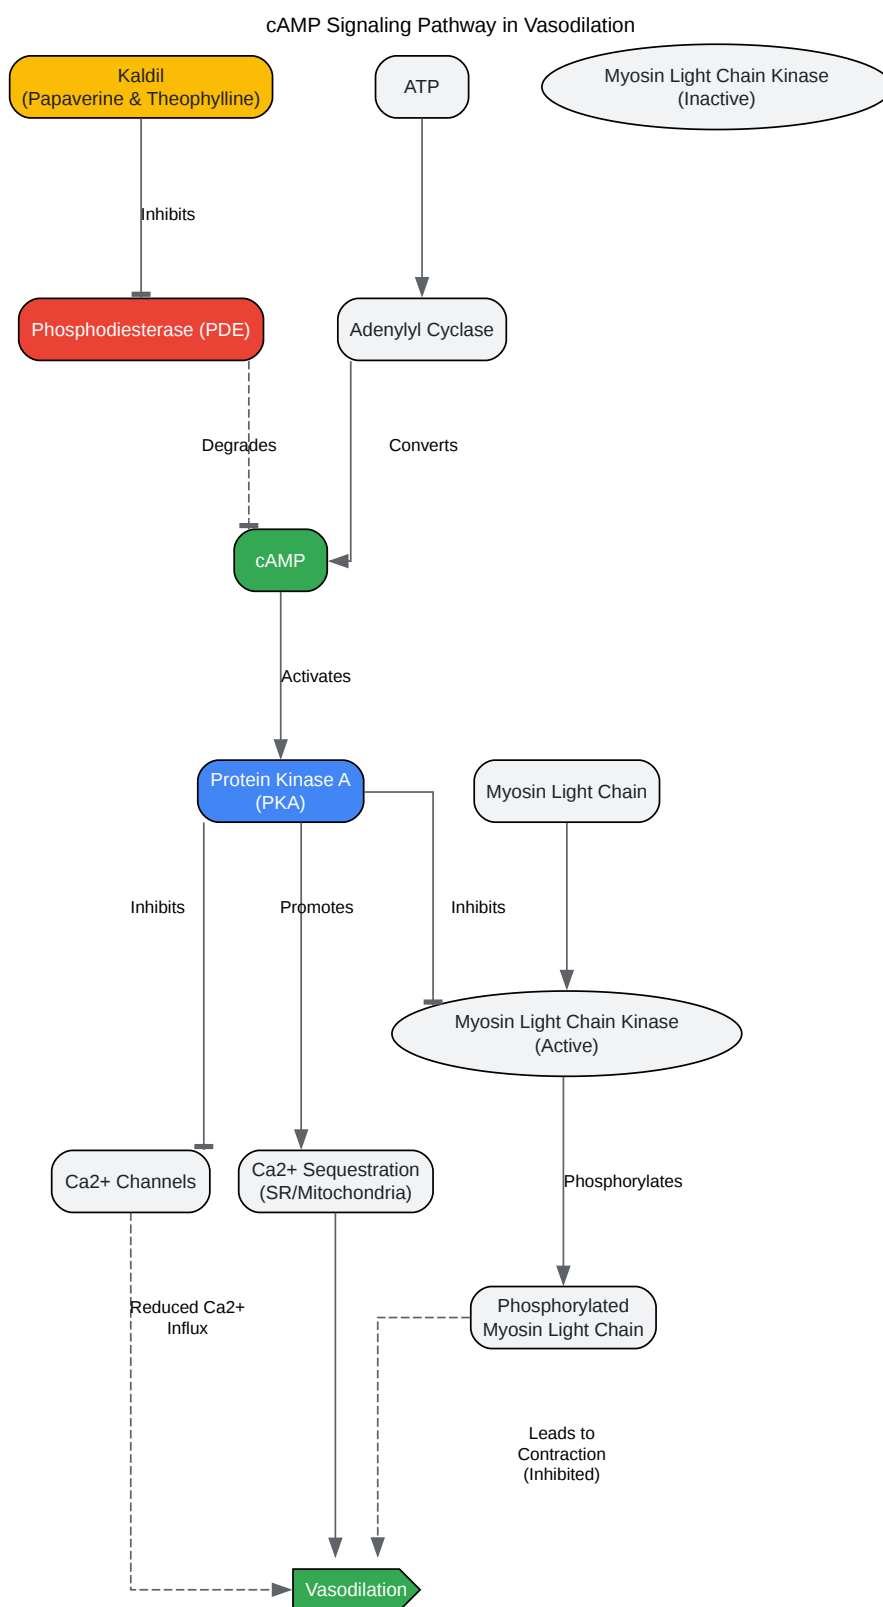 cAMP Signaling Pathway in Vasodilation
Kaldil
(Papaverine & Theophylline)
ATP
Myosin Light Chain Kinase
(Inactive)
Inhibits
Phosphodiesterase (PDE)
Adenylyl Cyclase
Degrades
Converts
cAMP
Activates
Protein Kinase A
(PKA)
Myosin Light Chain
Inhibits
Promotes
Inhibits
Myosin Light Chain Kinase
(Active)
Ca2+ Channels
Ca2+ Sequestration
(SR/Mitochondria)
Phosphorylates
Reduced Ca2+
Influx
Phosphorylated
Myosin Light Chain
Leads to
Contraction
(Inhibited)
Vasodilation